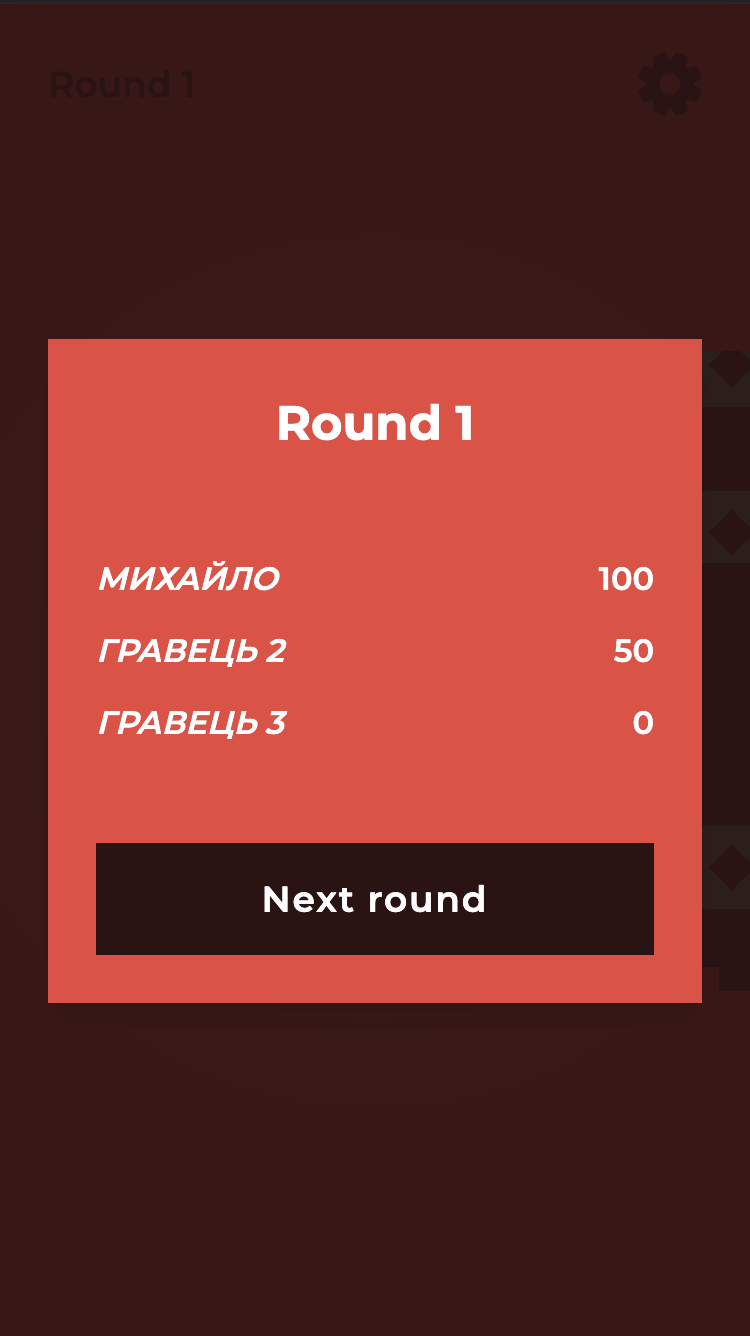 Round 1
Round 1
МИХАЙЛО 100
ГРАВЕЦЬ 2 50
ГРАВЕЦЬ 3 0
Next round